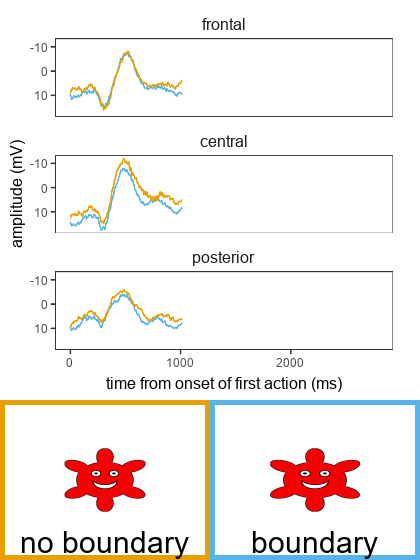 frontal
-10
0
10
central
-10
0
10
amplitude (mV)
posterior
-10
0
10
0 1000 2000
time from onset of first action (ms)
no boundary boundary